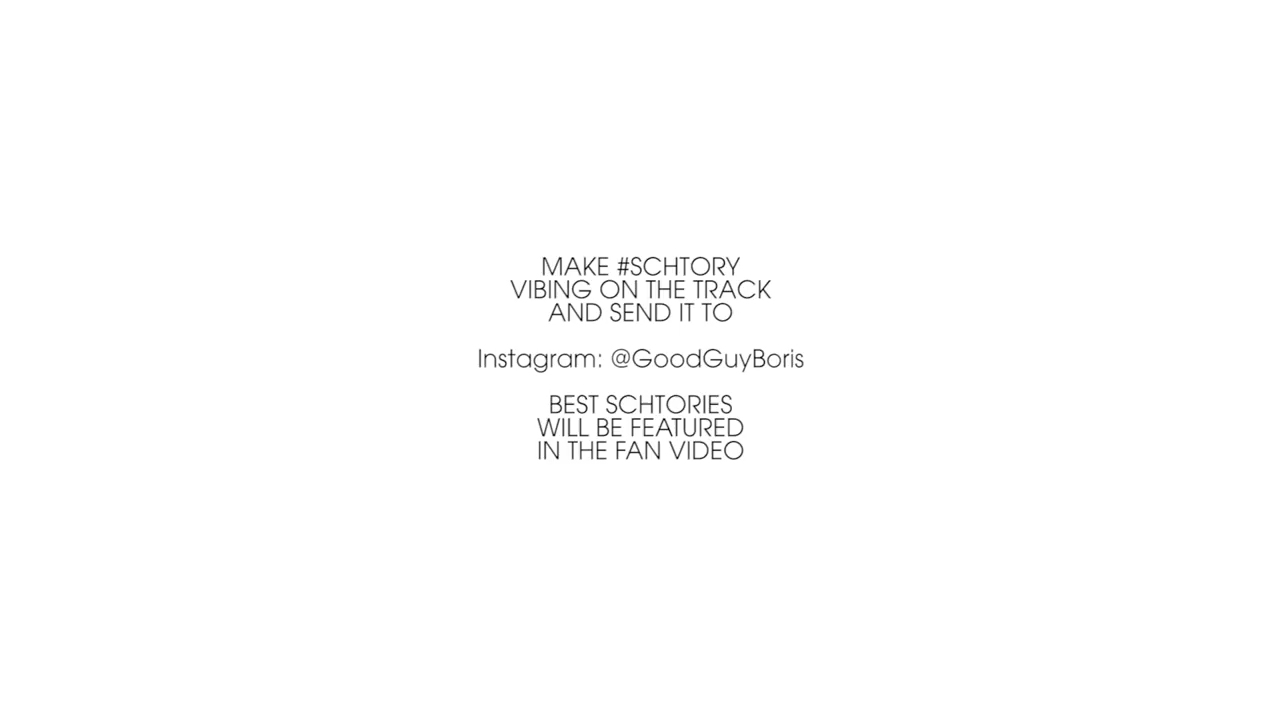 MAKE #SCHTORY
VIBING ON THE TRACK
AND SEND IT TO
Instagram: @GoodGuyBoris
BEST SCHTORIES
WILL BE FEATURED
IN THE FAN VIDEO